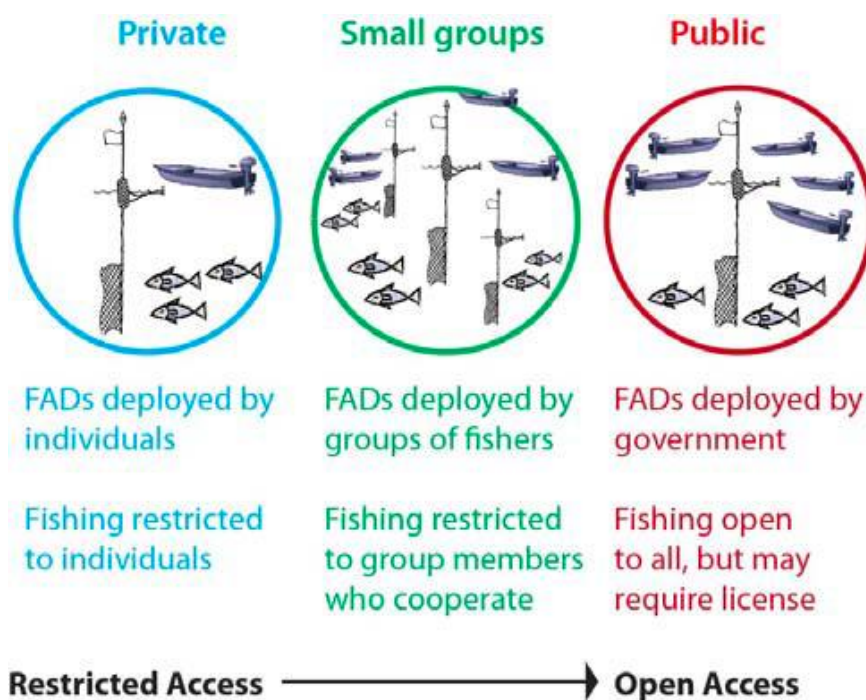 Private
Small groups
Public
FADs deployed by
individuals
FADs deployed by
groups of fishers
FADs deployed by
government
Fishing restricted
to individuals
Fishing restricted
to group members
who cooperate
Fishing open
to all, but may
require license
Restricted Access
Open Access